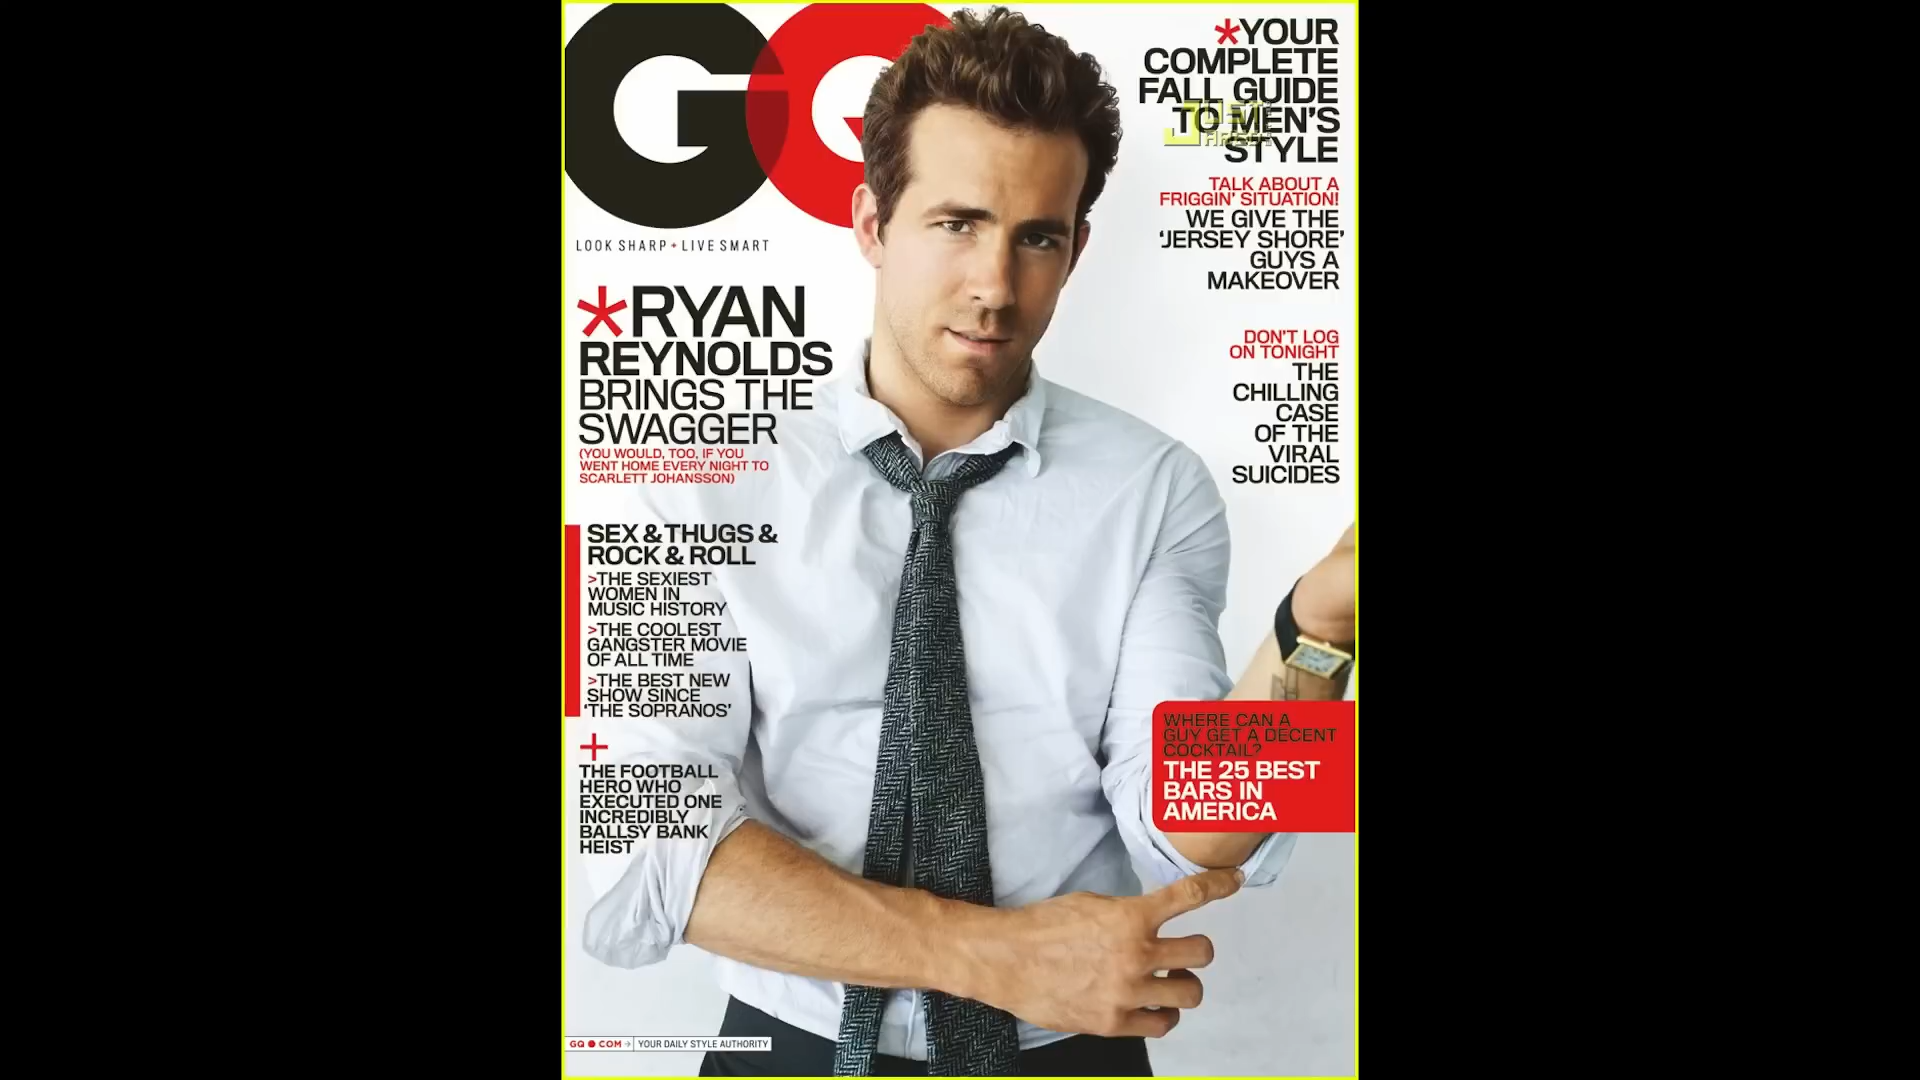 GQ
LOOK SHARP + LIVE SMART
*RYAN
REYNOLDS
BRINGS THE
SWAGGER
(YOU WOULD, TOO, IF YOU
WENT HOME EVERY NIGHT TO
SCARLETT JOHANSSON)
SEX & THUGS &
ROCK & ROLL
>THE SEXIEST
WOMEN IN
MUSIC HISTORY
>THE COOLEST
GANGSTER MOVIE
OF ALL TIME
>THE BEST NEW
SHOW SINCE
‘THE SOPRANOS’
+
THE FOOTBALL
HERO WHO
EXECUTED ONE
INCREDIBLY
BALLSY BANK
HEIST
GQ●COM > YOUR DAILY STYLE AUTHORITY
*YOUR
COMPLETE
FALL GUIDE
TO MEN'S
STYLE
TALK ABOUT A
FRIGGIN' SITUATION!
WE GIVE THE
‘JERSEY SHORE’
GUYS A
MAKEOVER
DON'T LOG
ON TONIGHT
THE
CHILLING
CASE
OF THE
VIRAL
SUICIDES
WHERE CAN A
GUY GET A DECENT
COCKTAIL?
THE 25 BEST
BARS IN
AMERICA